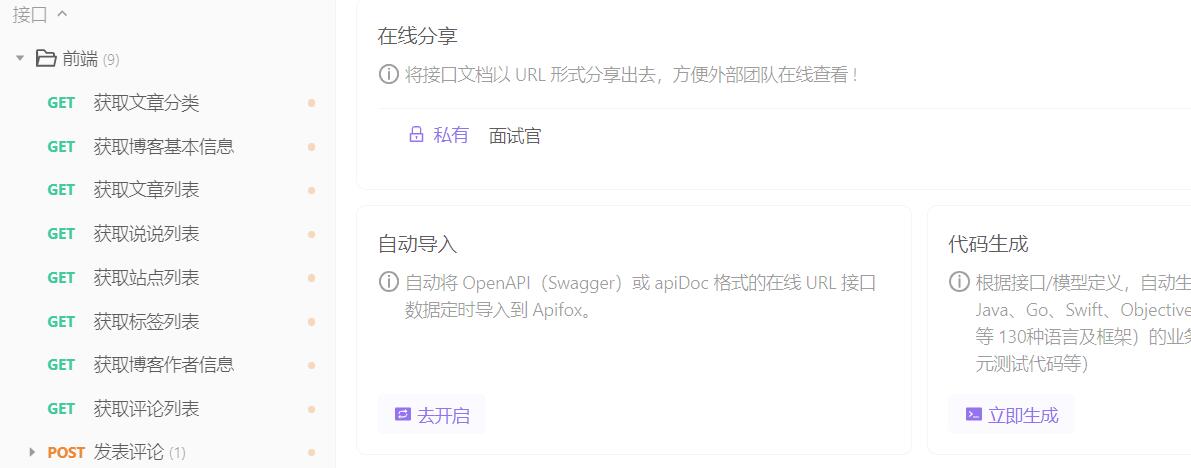 接口
前端 (9)
GET 获取文章分类
GET 获取博客基本信息
GET 获取文章列表
GET 获取说说列表
GET 获取站点列表
GET 获取标签列表
GET 获取博客作者信息
GET 获取评论列表
POST 发表评论 (1)
在线分享
将接口文档以 URL 形式分享出去，方便外部团队在线查看！
私有 面试官
自动导入
自动将 OpenAPI（Swagger）或 apiDoc 格式的在线 URL 接口
数据定时导入到 Apifox。
去开启
代码生成
根据接口/模型定义，自动生
Java、Go、Swift、Objective
等 130种语言及框架）的业务
元测试代码等）
立即生成